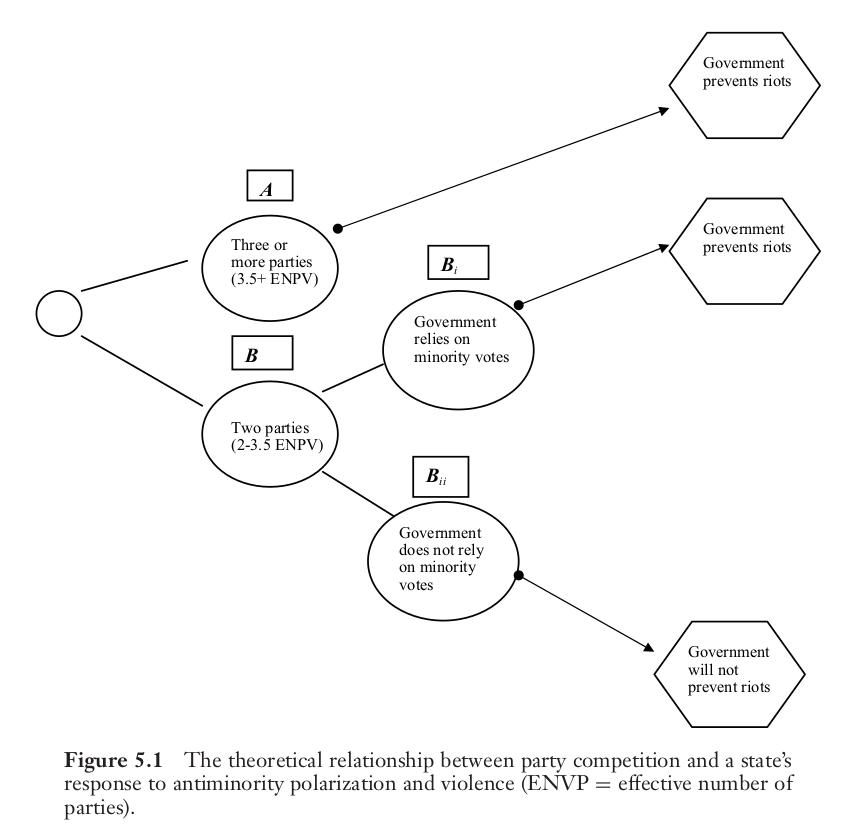 Government
prevents riots
A
Three or
more parties
(3.5+ ENPV)
Government
prevents riots
B i
Government
relies on
minority votes
B
Two parties
(2-3.5 ENPV)
B ii
Government
does not rely
on minority
votes
Government
will not
prevent riots
Figure 5.1 The theoretical relationship between party competition and a state's
response to antiminority polarization and violence (ENVP = effective number of
parties).